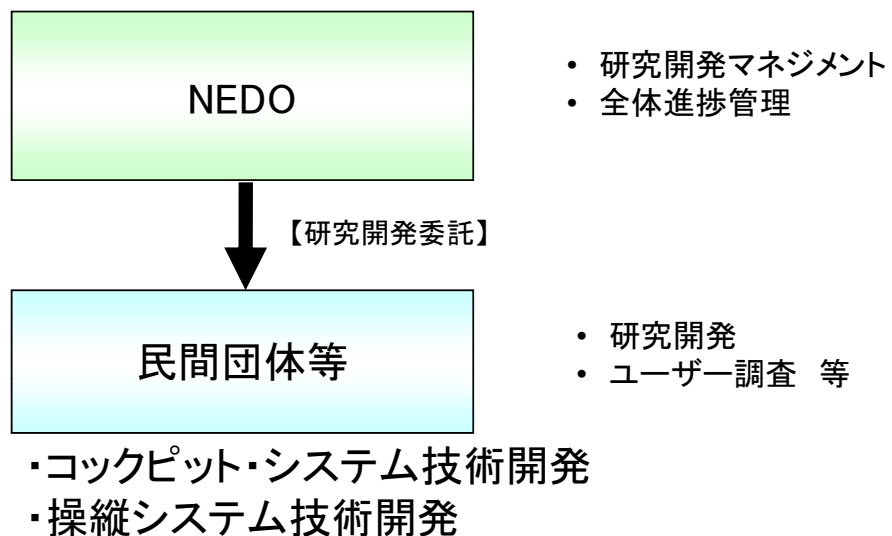 NEDO
• 研究開発マネジメント
• 全体進捗管理
【研究開発委託】
民間団体等
• 研究開発
• ユーザー調査　等
・コックピット・システム技術開発
・操縦システム技術開発